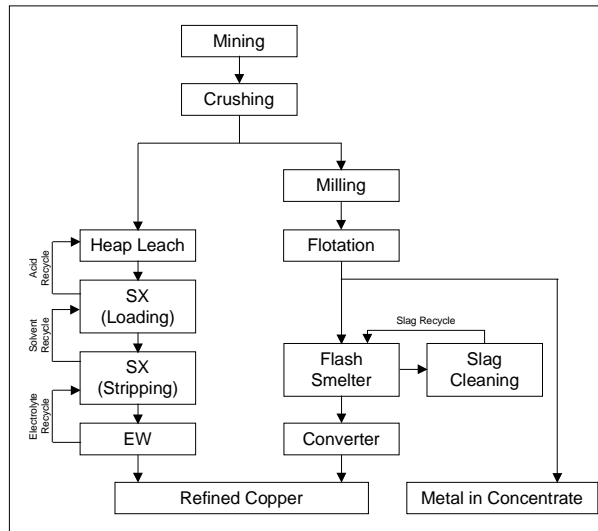 Mining
Crushing
Milling
Heap Leach
Flotation
Acid
Recycle
SX
(Loading)
Solvent
Recycle
Slag Recycle
SX
(Stripping)
Flash
Smelter
Slag
Cleaning
Electrolyte
Recycle
EW
Converter
Refined Copper
Metal in Concentrate